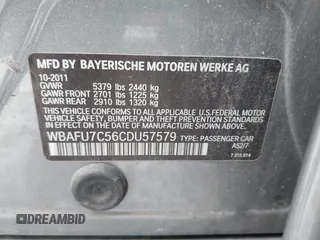 MFD BY BAYERISCHE MOTOREN WERKE AG
10-2011
GVWR 5379 lbs 2440 kg
GAWR FRONT 2701 lbs 1225 kg
GAWR REAR 2910 lbs 1320 kg
THIS VEHICLE CONFORMS TO ALL APPLICABLE U.S. FEDERAL MOTOR
VEHICLE SAFETY, BUMPER, AND THEFT PREVENTION STANDARDS
IN EFFECT ON THE DATE OF MANUFACTURE SHOWN ABOVE.
WBAFU7C56CDU57579 TYPE: PASSENGER CAR
A52/7
DREAMBID